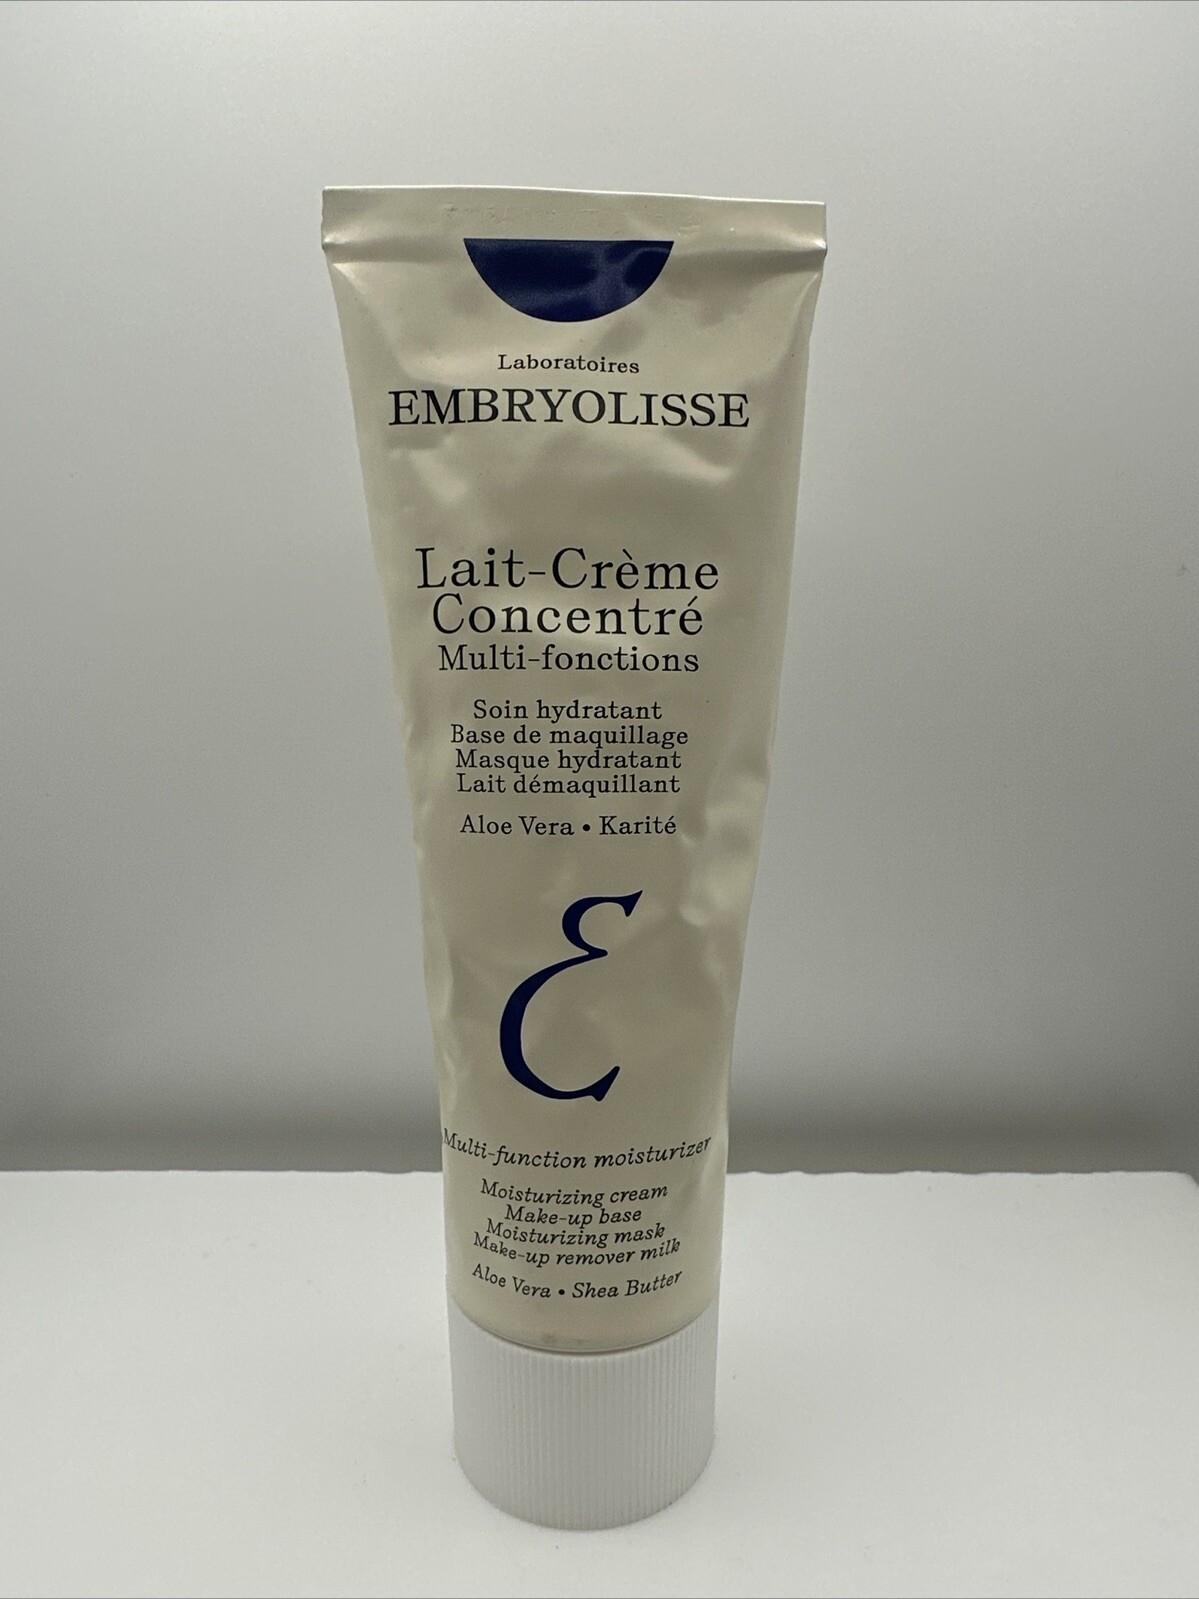 Laboratoires
EMBRYOLISSE
Lait-Crème
Concentré
Multi-fonctions
Soin hydratant
Base de maquillage
Masque hydratant
Lait démaquillant
Aloe Vera • Karité
E
Multi-function moisturizer
Moisturizing cream
Make-up base
Moisturizing mask
Make-up remover milk
Aloe Vera • Shea Butter